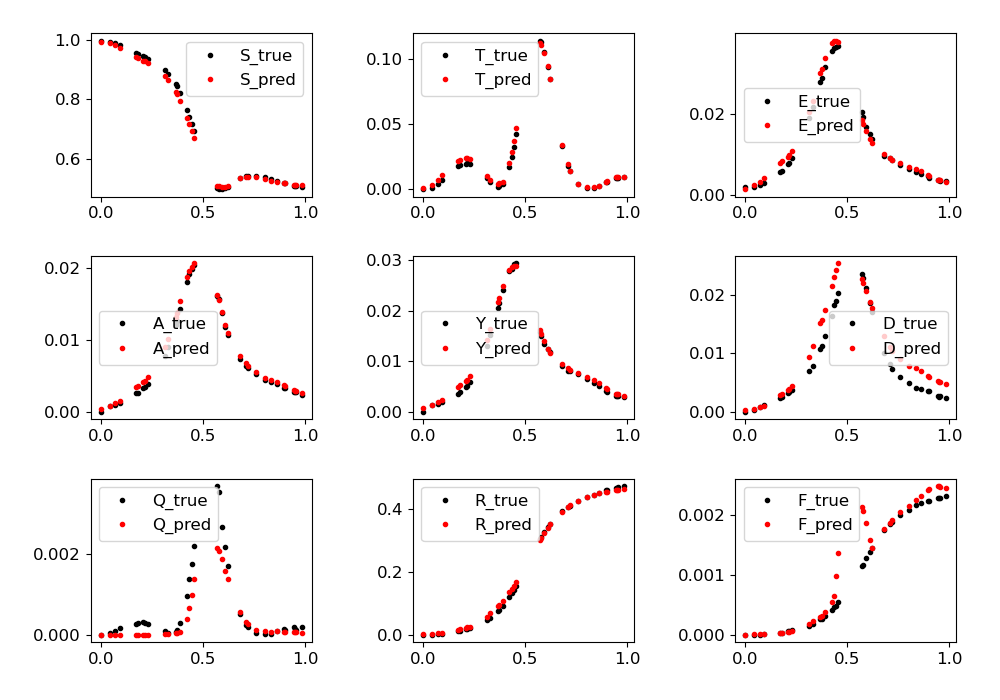 1.0
0.8
0.6
S_true
S_pred
0.0 0.5 1.0
0.10
0.05
0.00
T_true
T_pred
0.0 0.5 1.0
0.02
0.00
E_true
E_pred
0.0 0.5 1.0
0.02
0.01
0.00
A_true
A_pred
0.0 0.5 1.0
0.03
0.02
0.01
0.00
Y_true
Y_pred
0.0 0.5 1.0
0.02
0.01
0.00
D_true
D_pred
0.0 0.5 1.0
0.002
0.000
Q_true
Q_pred
0.0 0.5 1.0
0.4
0.2
0.0
R_true
R_pred
0.0 0.5 1.0
0.002
0.001
0.000
F_true
F_pred
0.0 0.5 1.0